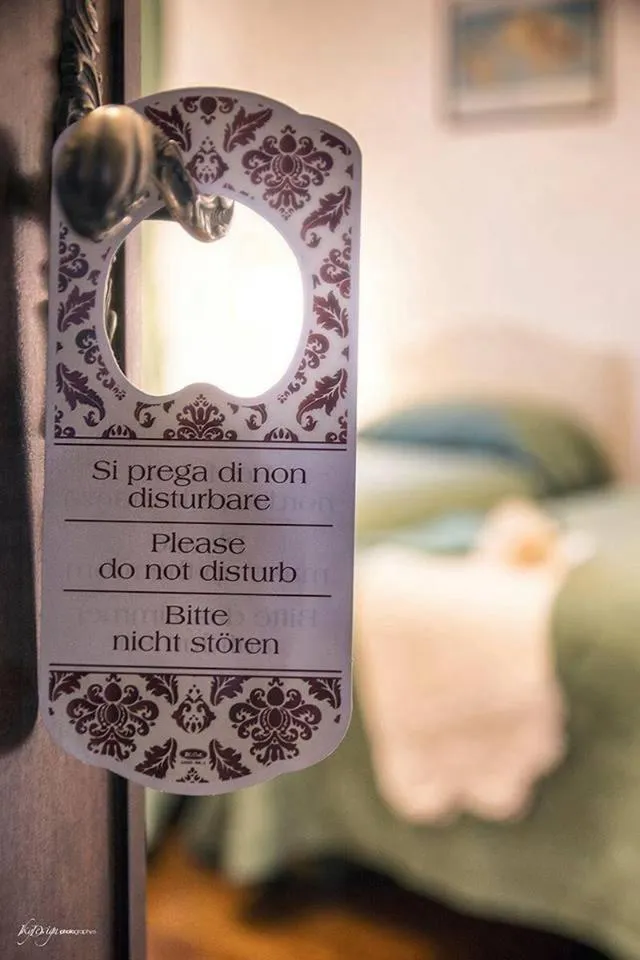 Si prega di non
disturbare
Please
do not disturb
Bitte
nicht stören